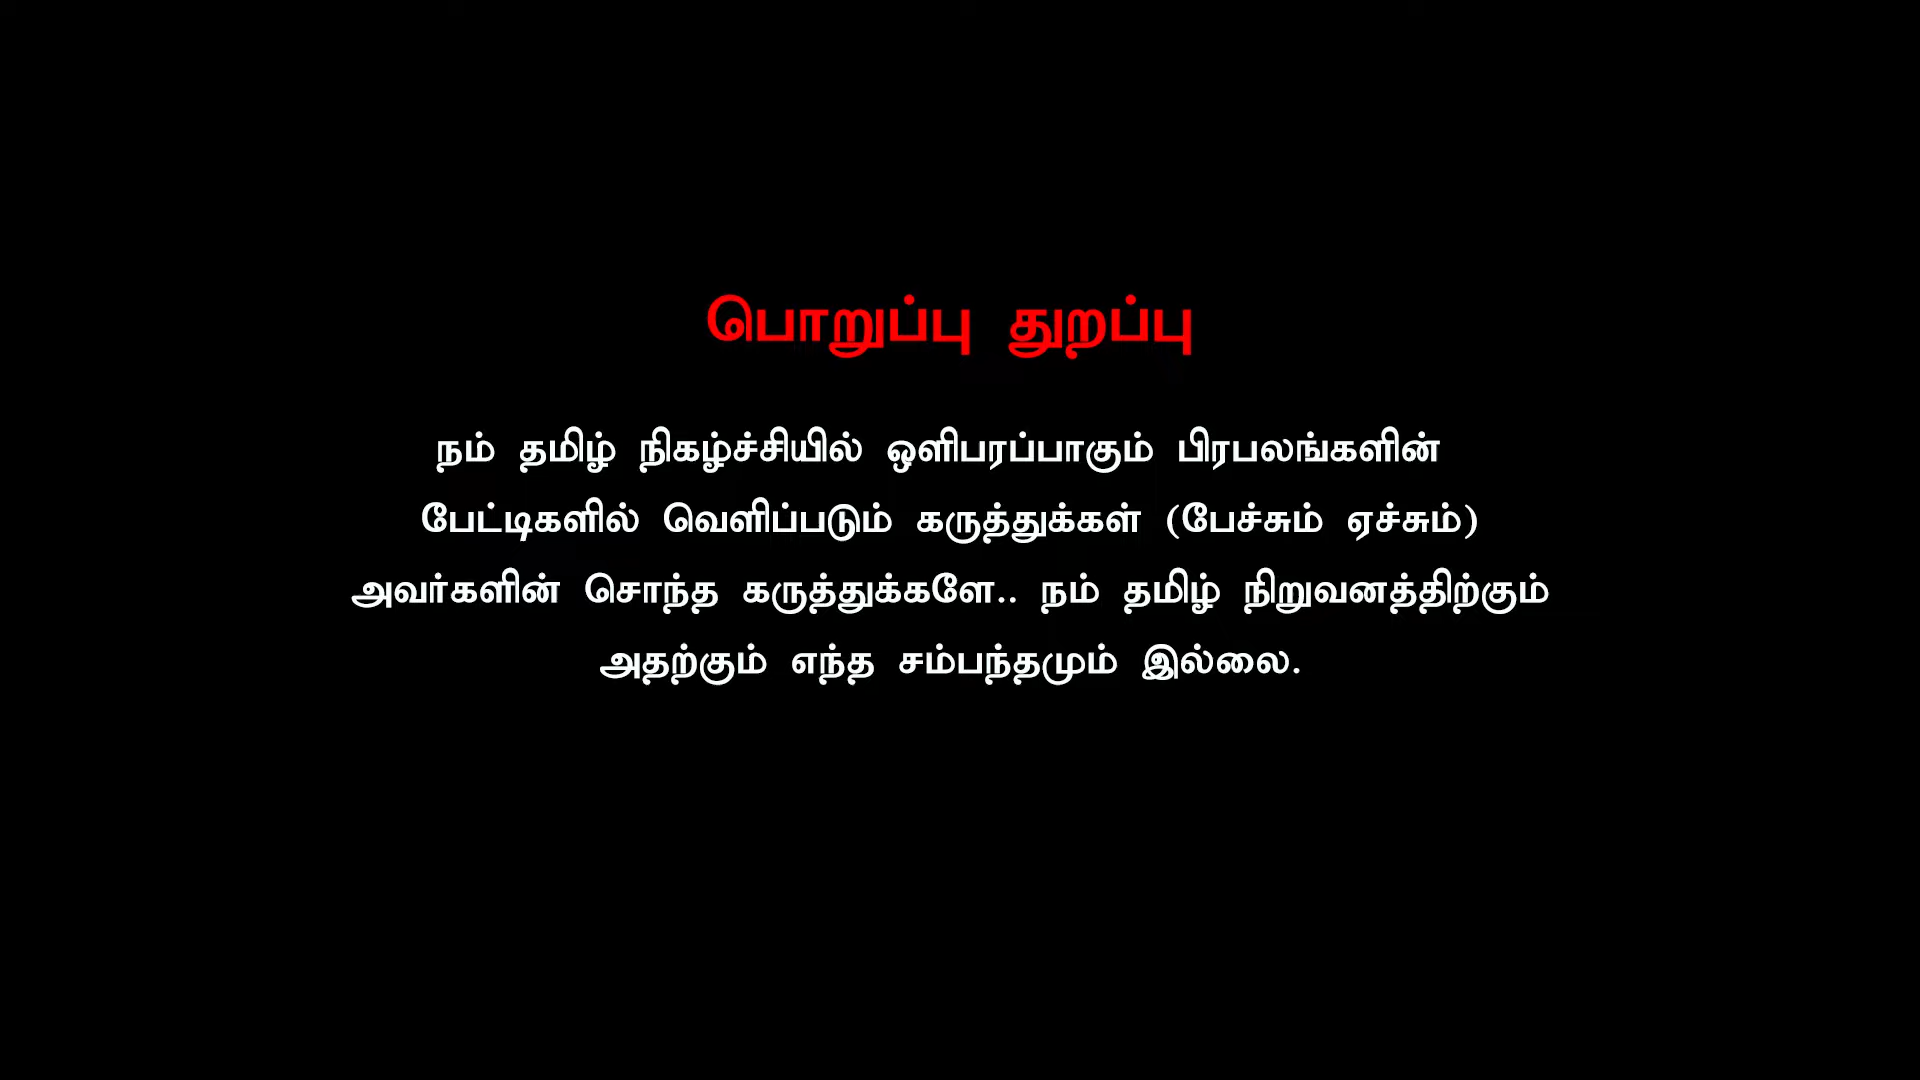 பொறுப்பு துறப்பு
நம் தமிழ் நிகழ்ச்சியில் ஒளிபரப்பாகும் பிரபலங்களின்
பேட்டிகளில் வெளிப்படும் கருத்துக்கள் (பேச்சும் ஏச்சும்)
அவர்களின் சொந்த கருத்துக்களே.. நம் தமிழ் நிறுவனத்திற்கும்
அதற்கும் எந்த சம்பந்தமும் இல்லை.